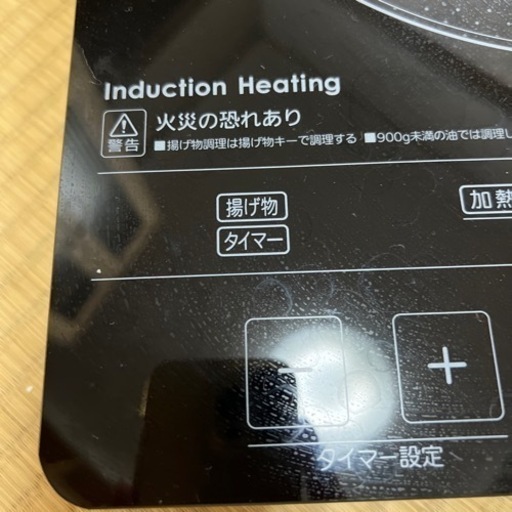 Induction Heating
警告 火災の恐れあり
■揚げ物調理は揚げ物キーで調理する ■900g未満の油では調理し
揚げ物 加熱
タイマー
− +
タイマー設定